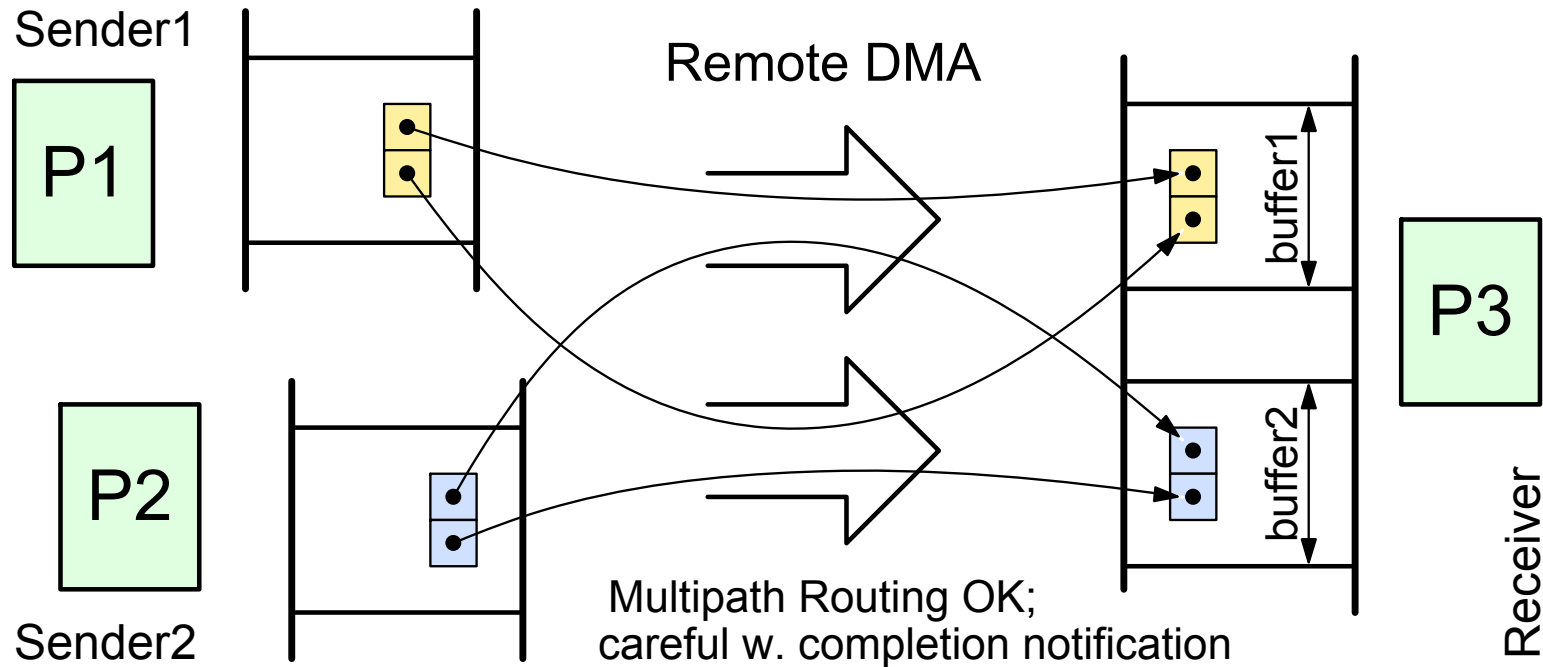 Sender1
Remote DMA
P1
buffer1
P3
P2
buffer2
Receiver
Multipath Routing OK;
careful w. completion notification
Sender2